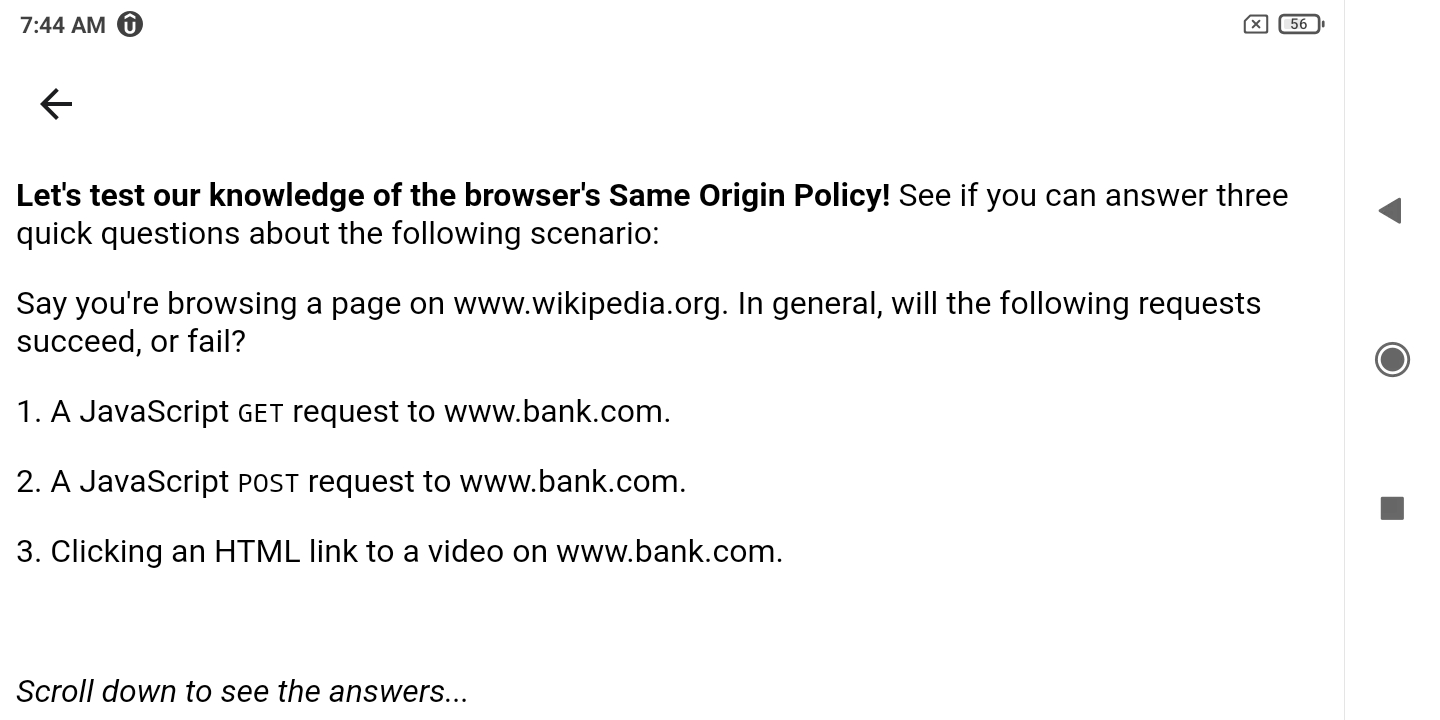 7:44 AM
56
Let's test our knowledge of the browser's Same Origin Policy! See if you can answer three
quick questions about the following scenario:
Say you're browsing a page on www.wikipedia.org. In general, will the following requests
succeed, or fail?
1. A JavaScript GET request to www.bank.com.
2. A JavaScript POST request to www.bank.com.
3. Clicking an HTML link to a video on www.bank.com.
Scroll down to see the answers...